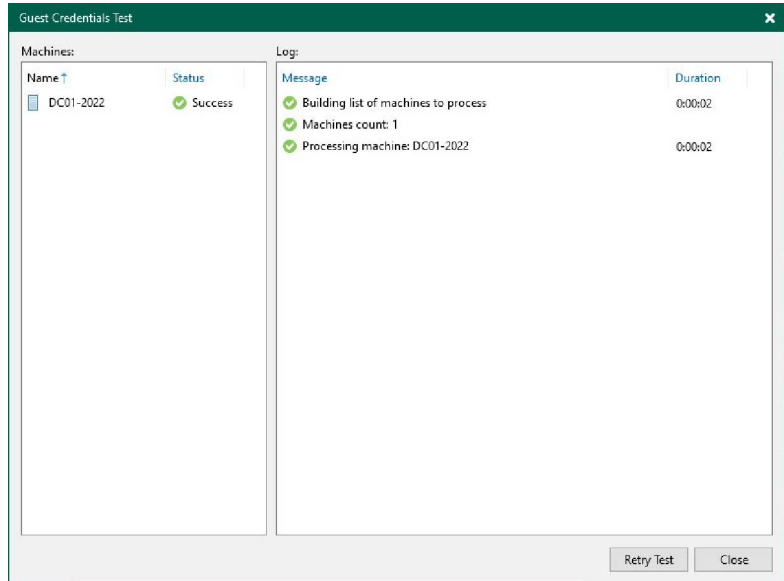 Guest Credentials Test
Machines:
Name Status
DC01-2022 Success
Log:
Message Duration
Building list of machines to process 0:00:02
Machines count: 1
Processing machine: DC01-2022 0:00:02
Retry Test Close